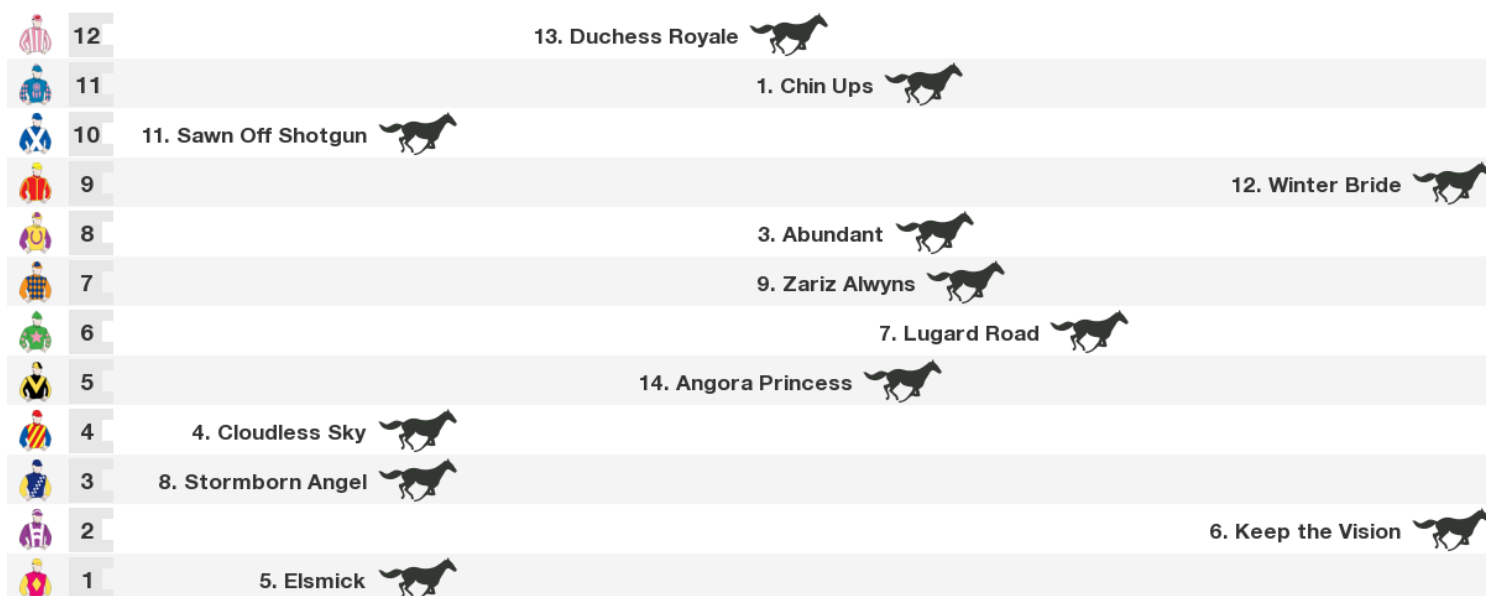 12 13. Duchess Royale
11 1. Chin Ups
10 11. Sawn Off Shotgun
9 12. Winter Bride
8 3. Abundant
7 9. Zariz Alwyns
6 7. Lugard Road
5 14. Angora Princess
4 4. Cloudless Sky
3 8. Stormborn Angel
2 6. Keep the Vision
1 5. Elsmick